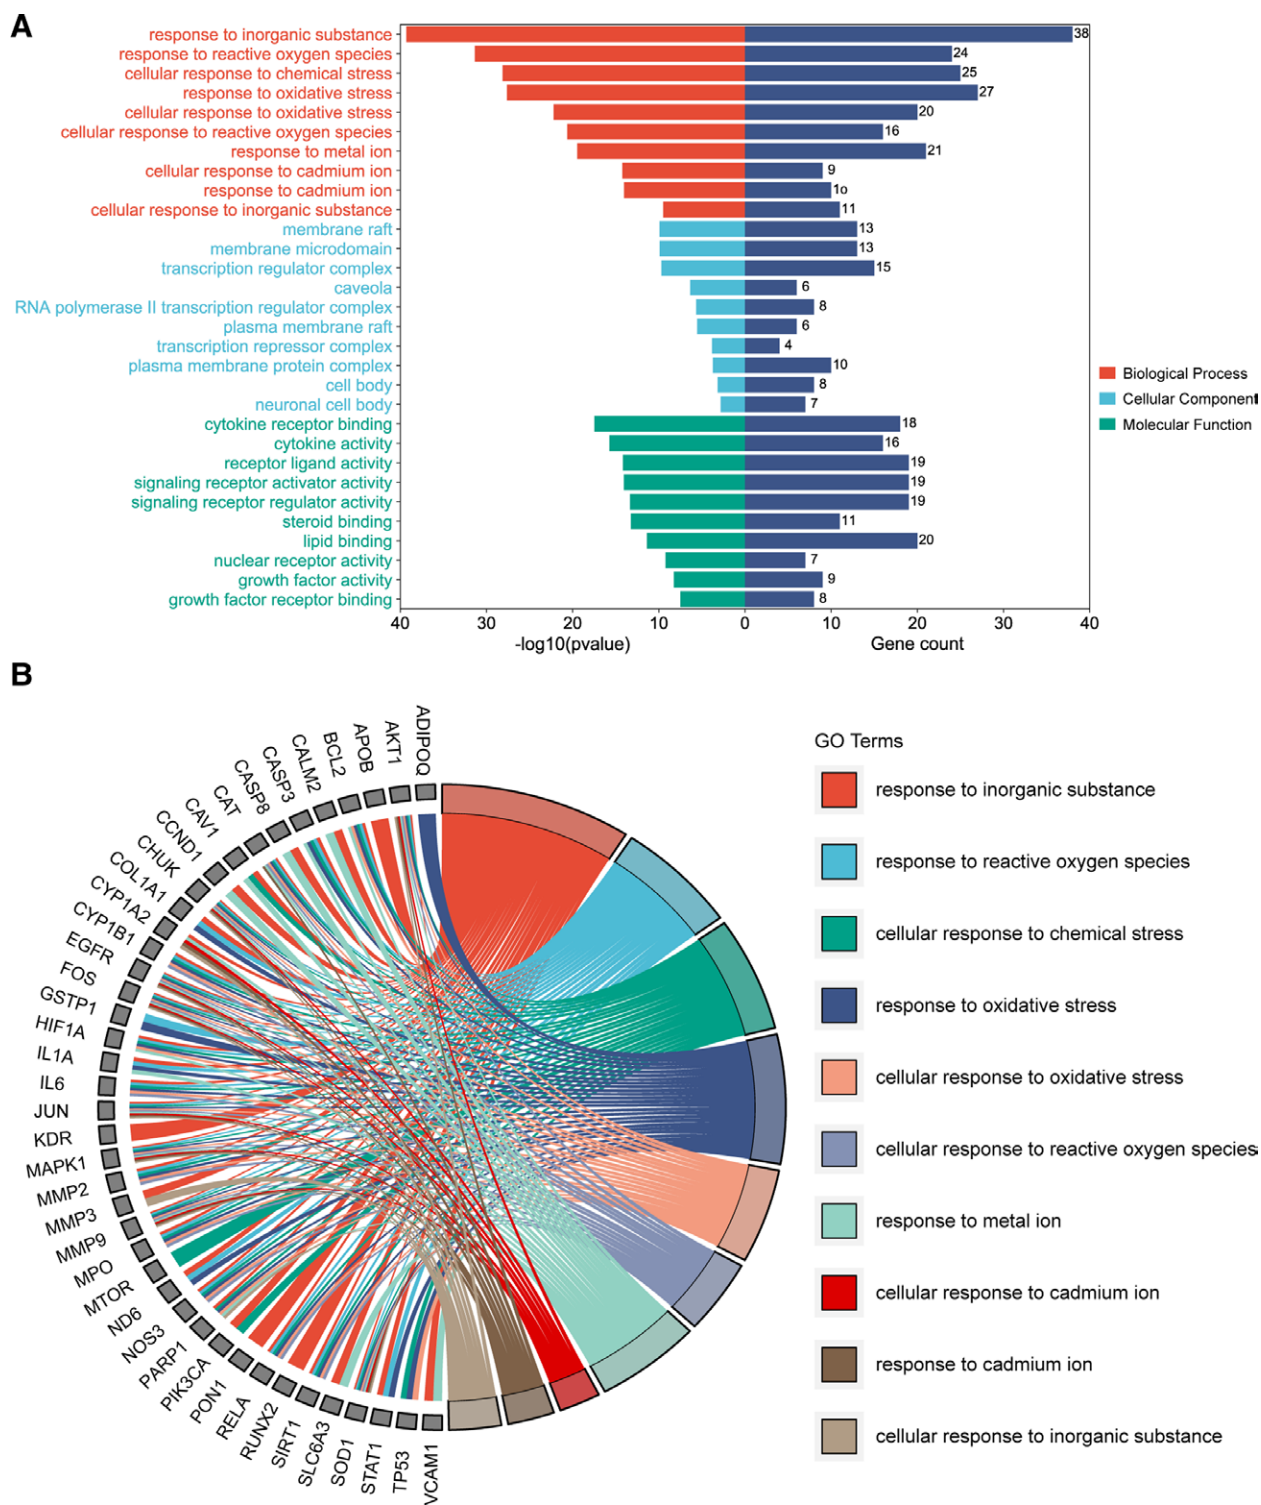 A
response to inorganic substance 38
response to reactive oxygen species 24
cellular response to chemical stress 25
response to oxidative stress 27
cellular response to oxidative stress 20
cellular response to reactive oxygen species 16
response to metal ion 21
cellular response to cadmium ion 9
response to cadmium ion 1o
cellular response to inorganic substance 11
membrane raft 13
membrane microdomain 13
transcription regulator complex 15
caveola 6
RNA polymerase II transcription regulator complex 8
plasma membrane raft 6
transcription repressor complex 4
plasma membrane protein complex 10
cell body 8
neuronal cell body 7
cytokine receptor binding 18
cytokine activity 16
receptor ligand activity 19
signaling receptor activator activity 19
signaling receptor regulator activity 19
steroid binding 11
lipid binding 20
nuclear receptor activity 7
growth factor activity 9
growth factor receptor binding 8
40 30 20 10 0 10 20 30 40
-log10(pvalue) Gene count
Biological Process
Cellular Component
Molecular Function
B
ADIPOQ
AKT1
APOB
BCL2
CALM2
CASP3
CASP8
CAT
CAV1
CCND1
CHUK
COL1A1
CYP1A2
CYP1B1
EGFR
FOS
GSTP1
HIF1A
IL1A
IL6
JUN
KDR
MAPK1
MMP2
MMP3
MMP9
MPO
MTOR
ND6
NOS3
PARP1
PIK3CA
PON1
RELA
RUNX2
SIRT1
SLC6A3
SOD1
STAT1
TP53
VCAM1
GO Terms
response to inorganic substance
response to reactive oxygen species
cellular response to chemical stress
response to oxidative stress
cellular response to oxidative stress
cellular response to reactive oxygen species
response to metal ion
cellular response to cadmium ion
response to cadmium ion
cellular response to inorganic substance